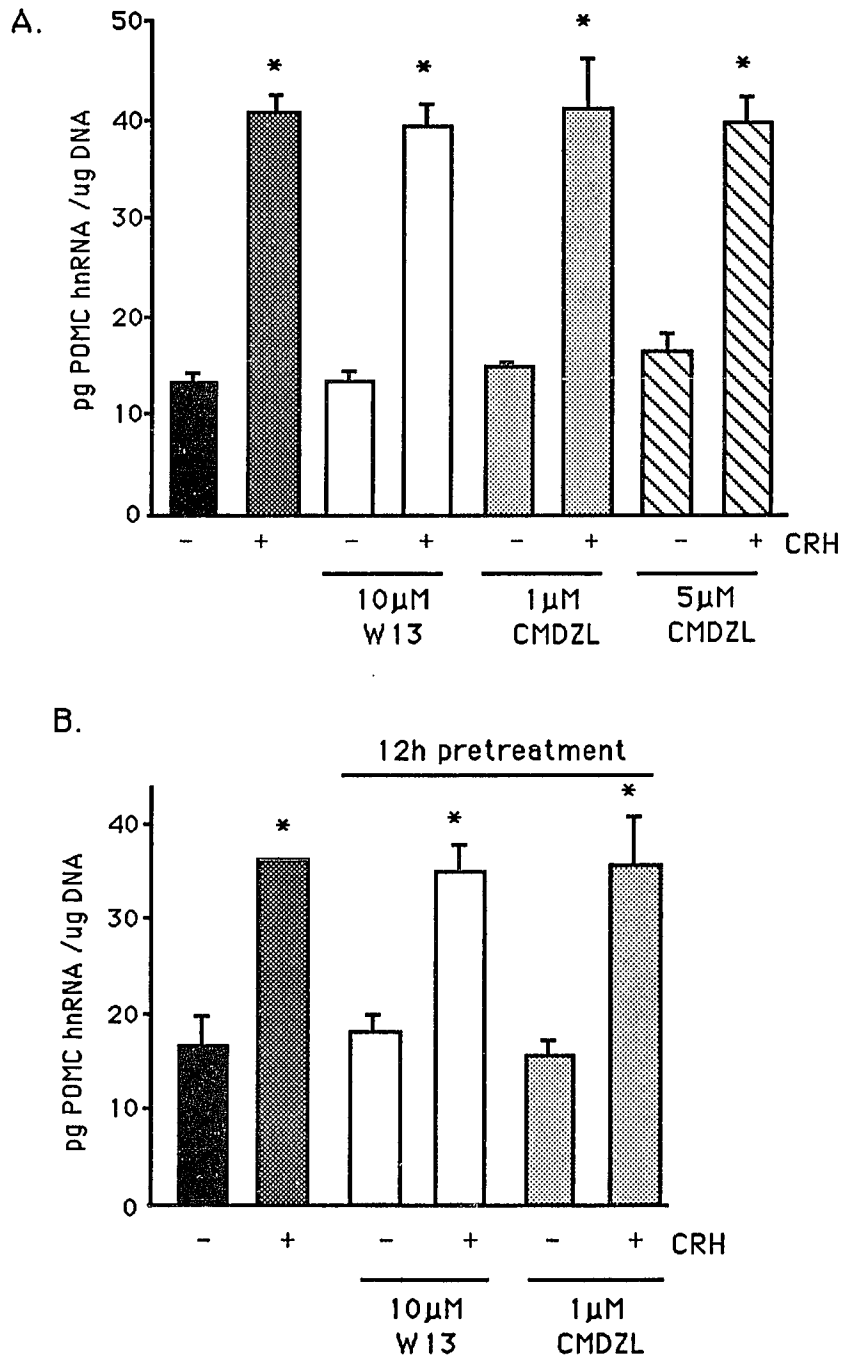 A.
pg POMC hnRNA /ug DNA
50
40
30
20
10
0
* * * *
- + - + - + - + CRH
10µM 1µM 5µM
W13 CMDZL CMDZL
B.
12h pretreatment
pg POMC hnRNA /ug DNA
40
30
20
10
0
* * *
- + - + - + CRH
10µM 1µM
W13 CMDZL